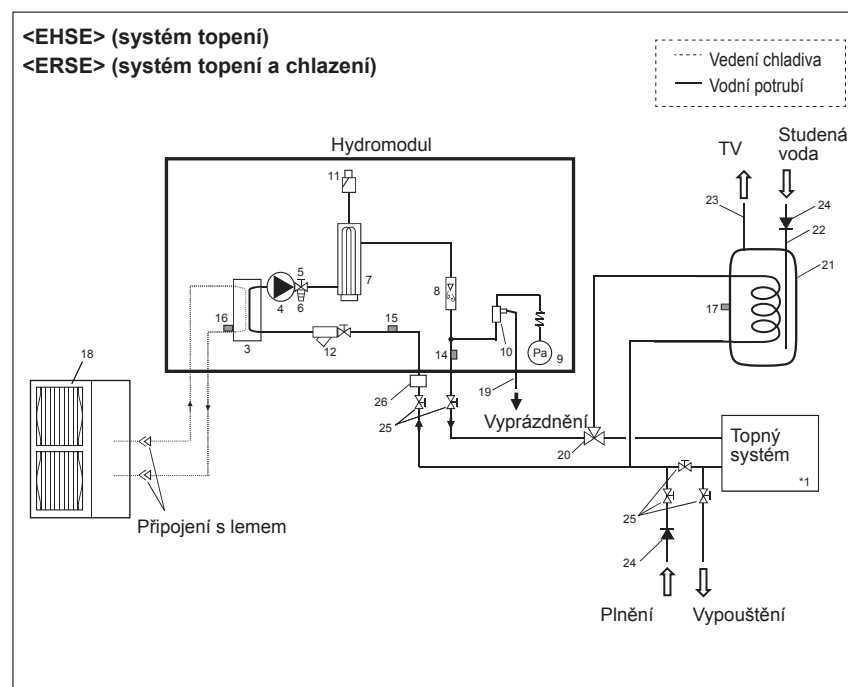 <EHSE> (systém topení)
<ERSE> (systém topení a chlazení)
Vedení chladiva
Vodní potrubí
Hydromodul
TV
Studená
voda
11
23
24
22
5
7
21
8
16
4
6
15
17
3
12
14
10
Pa
9
18
26
19
25
Vyprázdnění
20
Topný
systém
*1
Připojení s lemem
25
24
Plnění
Vypouštění